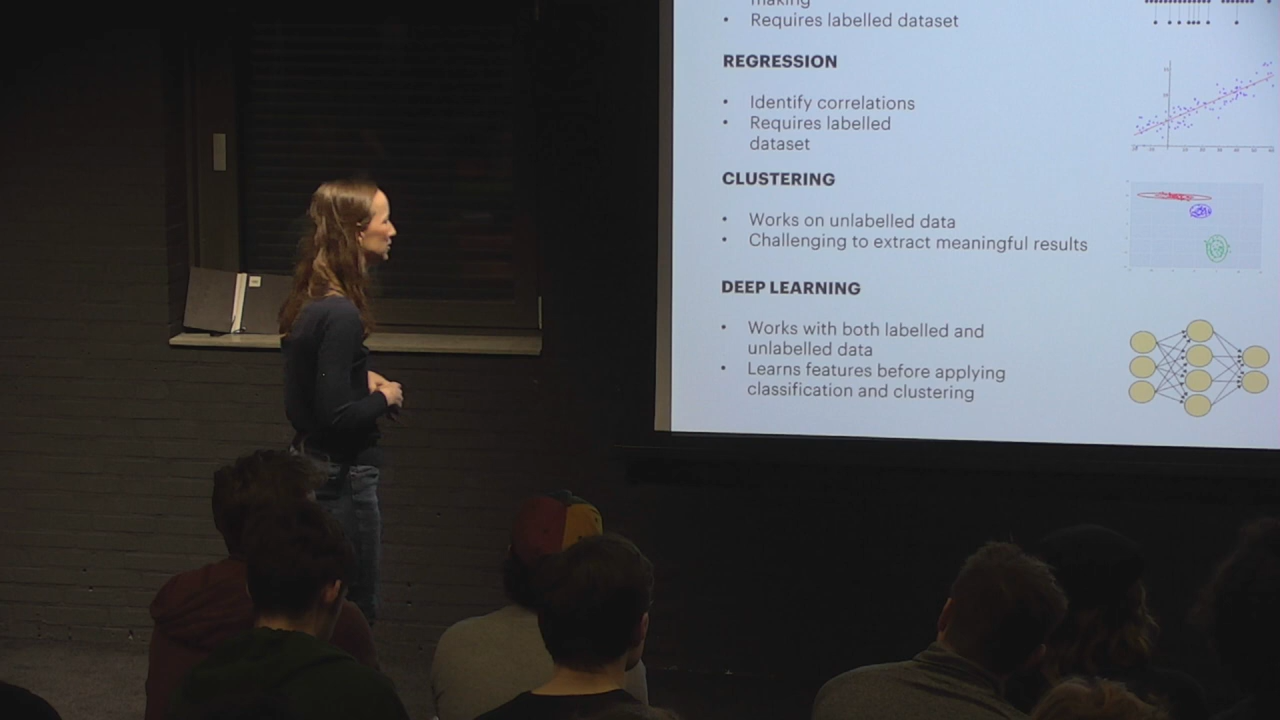 making
• Requires labelled dataset
REGRESSION
• Identify correlations
• Requires labelled
dataset
CLUSTERING
• Works on unlabelled data
• Challenging to extract meaningful results
DEEP LEARNING
• Works with both labelled and
unlabelled data
• Learns features before applying
classification and clustering